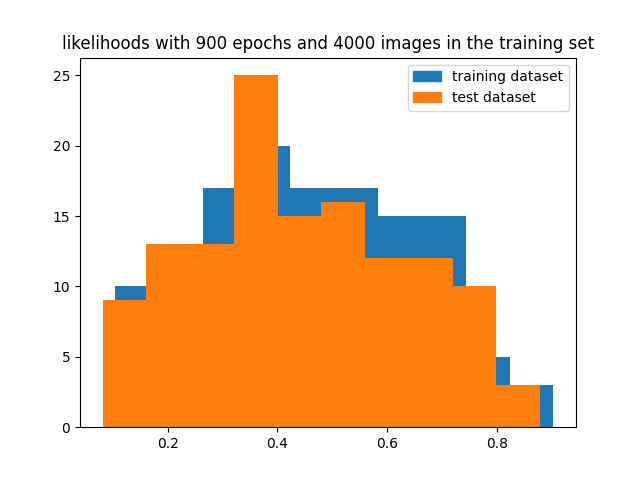 likelihoods with 900 epochs and 4000 images in the training set
training dataset
test dataset
25
20
15
10
5
0
0.2 0.4 0.6 0.8